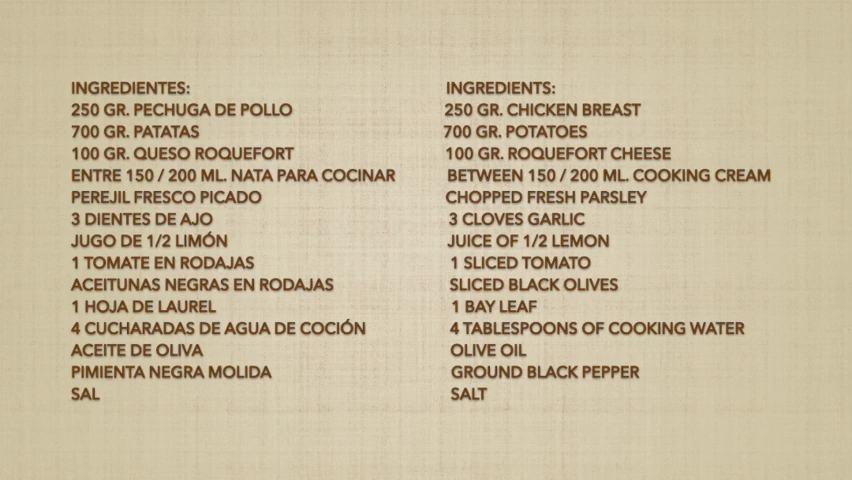 INGREDIENTES:
250 GR. PECHUGA DE POLLO
700 GR. PATATAS
100 GR. QUESO ROQUEFORT
ENTRE 150 / 200 ML. NATA PARA COCINAR
PEREJIL FRESCO PICADO
3 DIENTES DE AJO
JUGO DE 1/2 LIMÓN
1 TOMATE EN RODAJAS
ACEITUNAS NEGRAS EN RODAJAS
1 HOJA DE LAUREL
4 CUCHARADAS DE AGUA DE COCIÓN
ACEITE DE OLIVA
PIMIENTA NEGRA MOLIDA
SAL
INGREDIENTS:
250 GR. CHICKEN BREAST
700 GR. POTATOES
100 GR. ROQUEFORT CHEESE
BETWEEN 150 / 200 ML. COOKING CREAM
CHOPPED FRESH PARSLEY
3 CLOVES GARLIC
JUICE OF 1/2 LEMON
1 SLICED TOMATO
SLICED BLACK OLIVES
1 BAY LEAF
4 TABLESPOONS OF COOKING WATER
OLIVE OIL
GROUND BLACK PEPPER
SALT